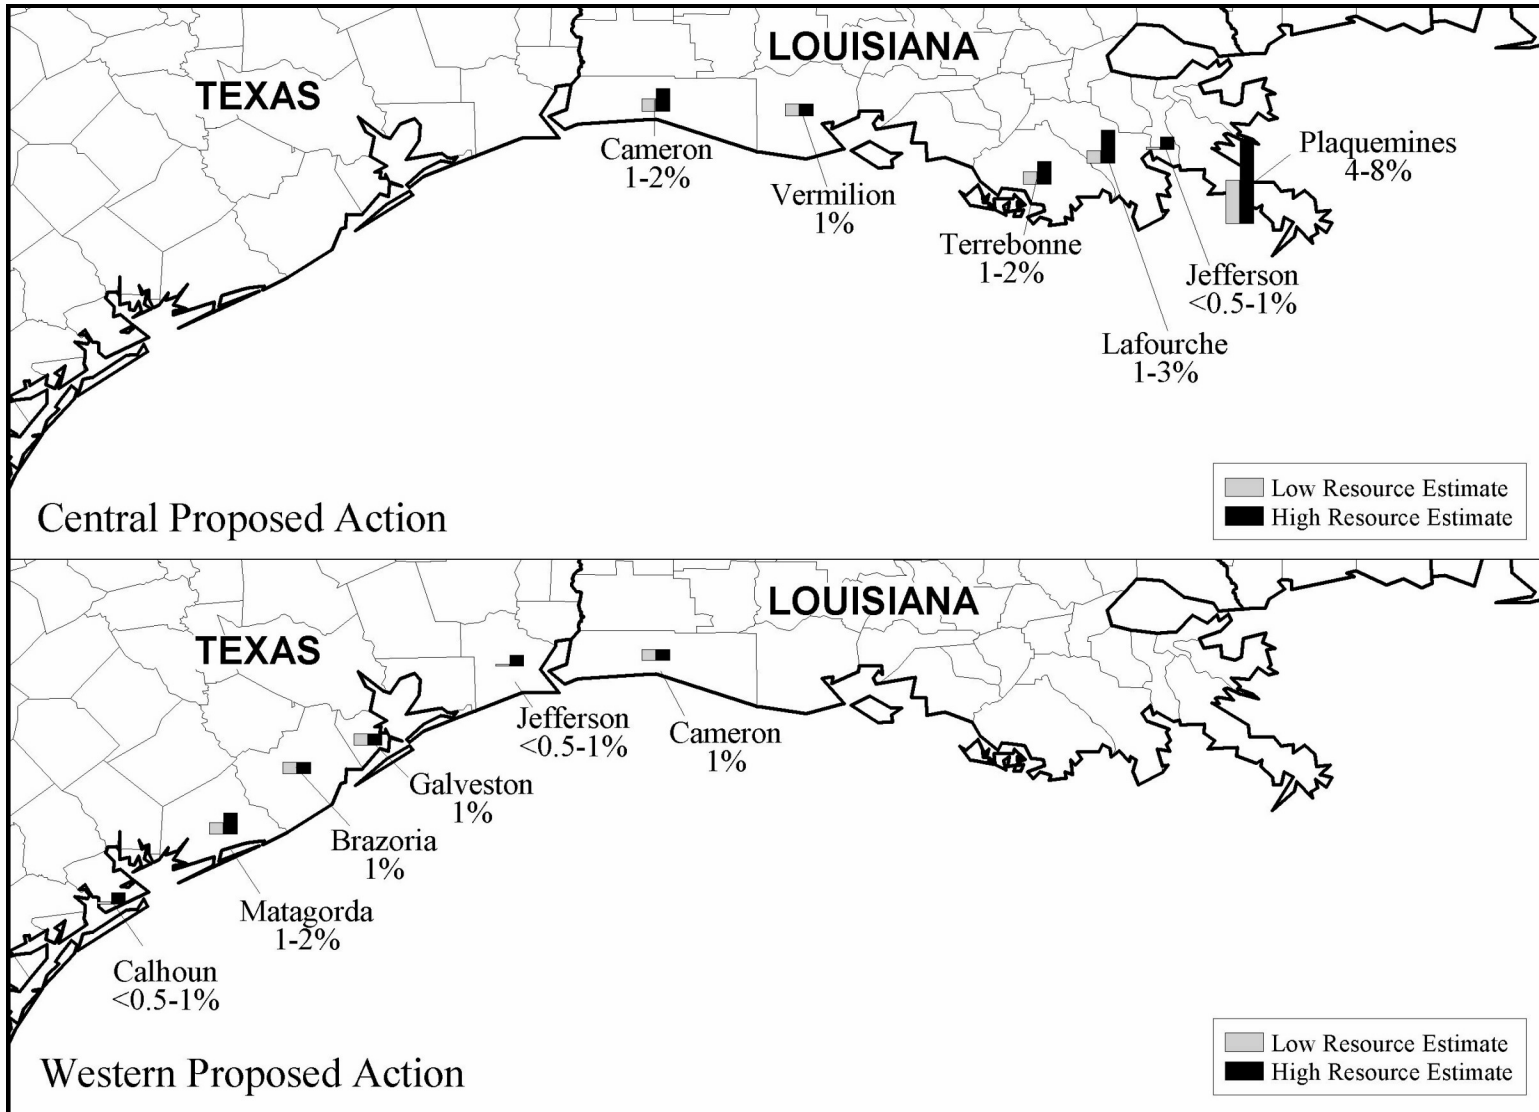 LOUISIANA
TEXAS
Cameron
1-2%
Vermilion
1%
Terrebonne
1-2%
Lafourche
1-3%
Jefferson
<0.5-1%
Plaquemines
4-8%
Low Resource Estimate
High Resource Estimate
Central Proposed Action
LOUISIANA
TEXAS
Jefferson
<0.5-1%
Cameron
1%
Galveston
1%
Brazoria
1%
Matagorda
1-2%
Calhoun
<0.5-1%
Low Resource Estimate
High Resource Estimate
Western Proposed Action